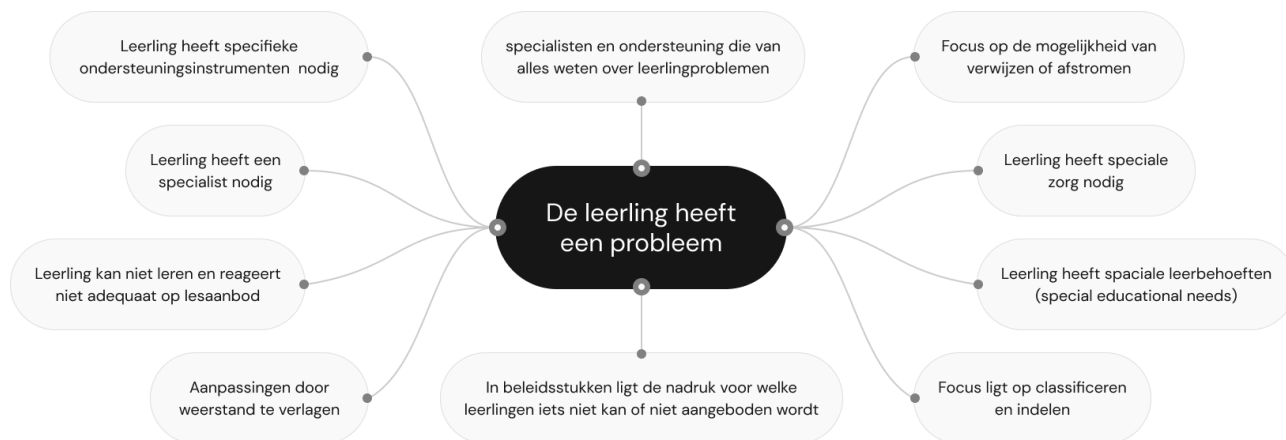 Leerling heeft specifieke
ondersteuningsinstrumenten  nodig
specialisten en ondersteuning die van
alles weten over leerlingproblemen
Focus op de mogelijkheid van
verwijzen of afstromen
Leerling heeft een
specialist nodig
Leerling heeft speciale
zorg nodig
De leerling heeft
een probleem
Leerling kan niet leren en reageert
niet adequaat op lesaanbod
Leerling heeft spaciale leerbehoeften
(special educational needs)
Aanpassingen door
weerstand te verlagen
In beleidsstukken ligt de nadruk voor welke
leerlingen iets niet kan of niet aangeboden wordt
Focus ligt op classificeren
en indelen